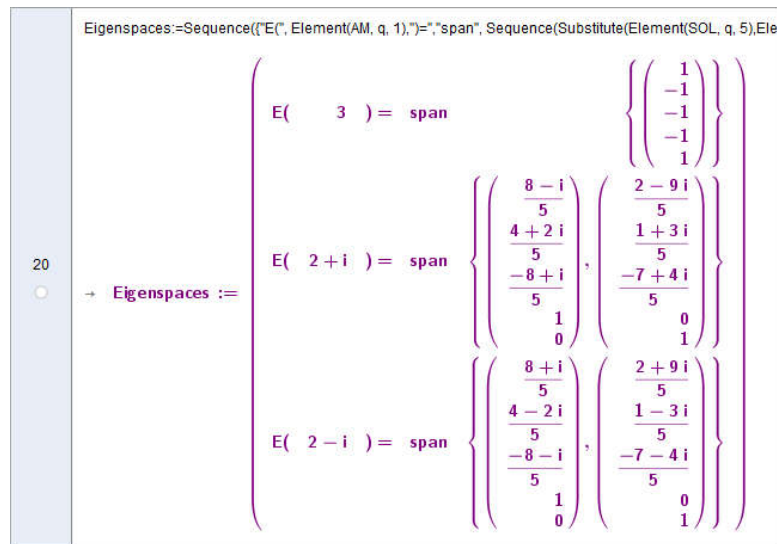 Eigenspaces:=Sequence({"E(", Element(AM, q, 1),")=","span", Sequence(Substitute(Element(SOL, q, 5),Ele
20
→ Eigenspaces :=
E( 3 ) = span { ( 1
−1
−1
−1
1 ) }
E( 2 + i ) = span { ( (8 − i)/5 , (2 − 9 i)/5
(4 + 2 i)/5 (1 + 3 i)/5
(−8 + i)/5 (−7 + 4 i)/5
1 0
0 1 ) }
E( 2 − i ) = span { ( (8 + i)/5 , (2 + 9 i)/5
(4 − 2 i)/5 (1 − 3 i)/5
(−8 − i)/5 (−7 − 4 i)/5
1 0
0 1 ) }